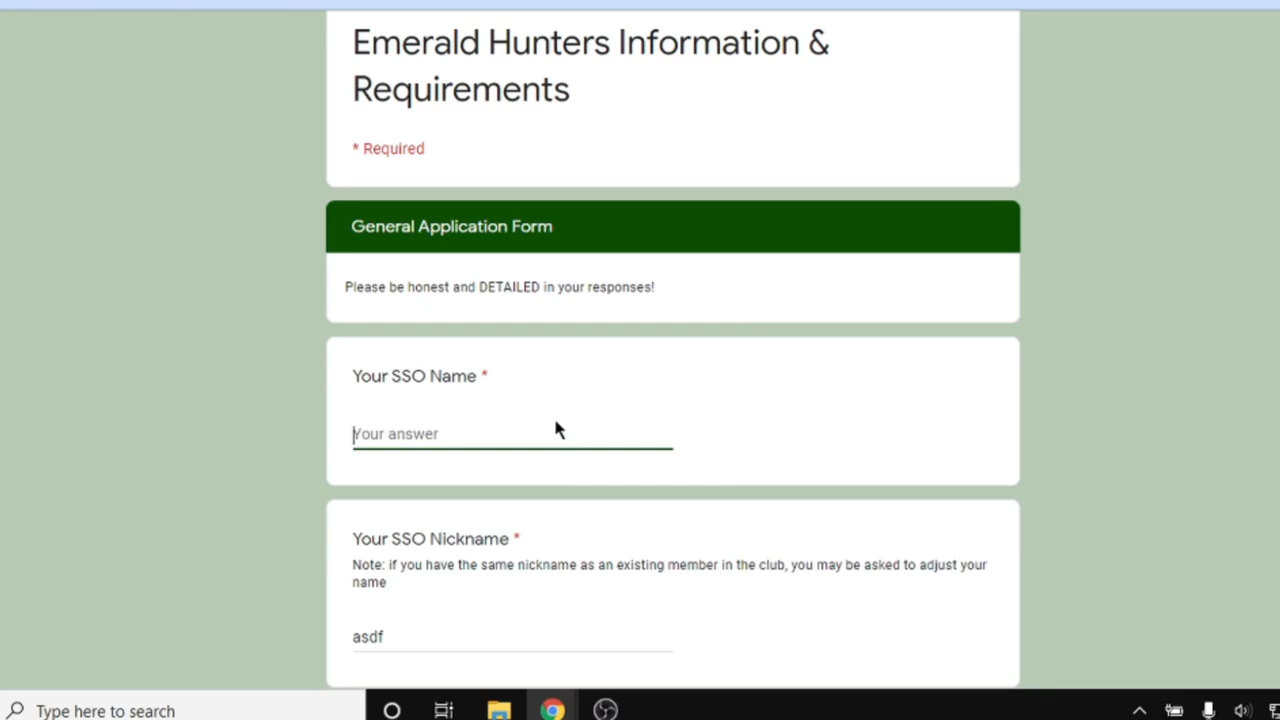 Emerald Hunters Information &
Requirements
* Required
General Application Form
Please be honest and DETAILED in your responses!
Your SSO Name *
Your answer
Your SSO Nickname *
Note: if you have the same nickname as an existing member in the club, you may be asked to adjust your
name
asdf
Type here to search